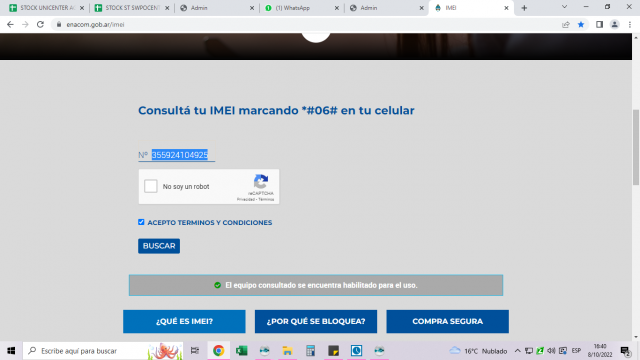 STOCK UNICENTER A
STOCK ST SWPOCENT
Admin
(1) WhatsApp
Admin
IMEI
enacom.gob.ar/imei
Consultá tu IMEI marcando *#06# en tu celular
Nº 355924104925
No soy un robot
reCAPTCHA
Privacidad - Términos
ACEPTO TERMINOS Y CONDICIONES
BUSCAR
El equipo consultado se encuentra habilitado para el uso.
¿QUÉ ES IMEI?
¿POR QUÉ SE BLOQUEA?
COMPRA SEGURA
Escribe aquí para buscar
16°C Nublado
ESP
18:40
8/10/2022